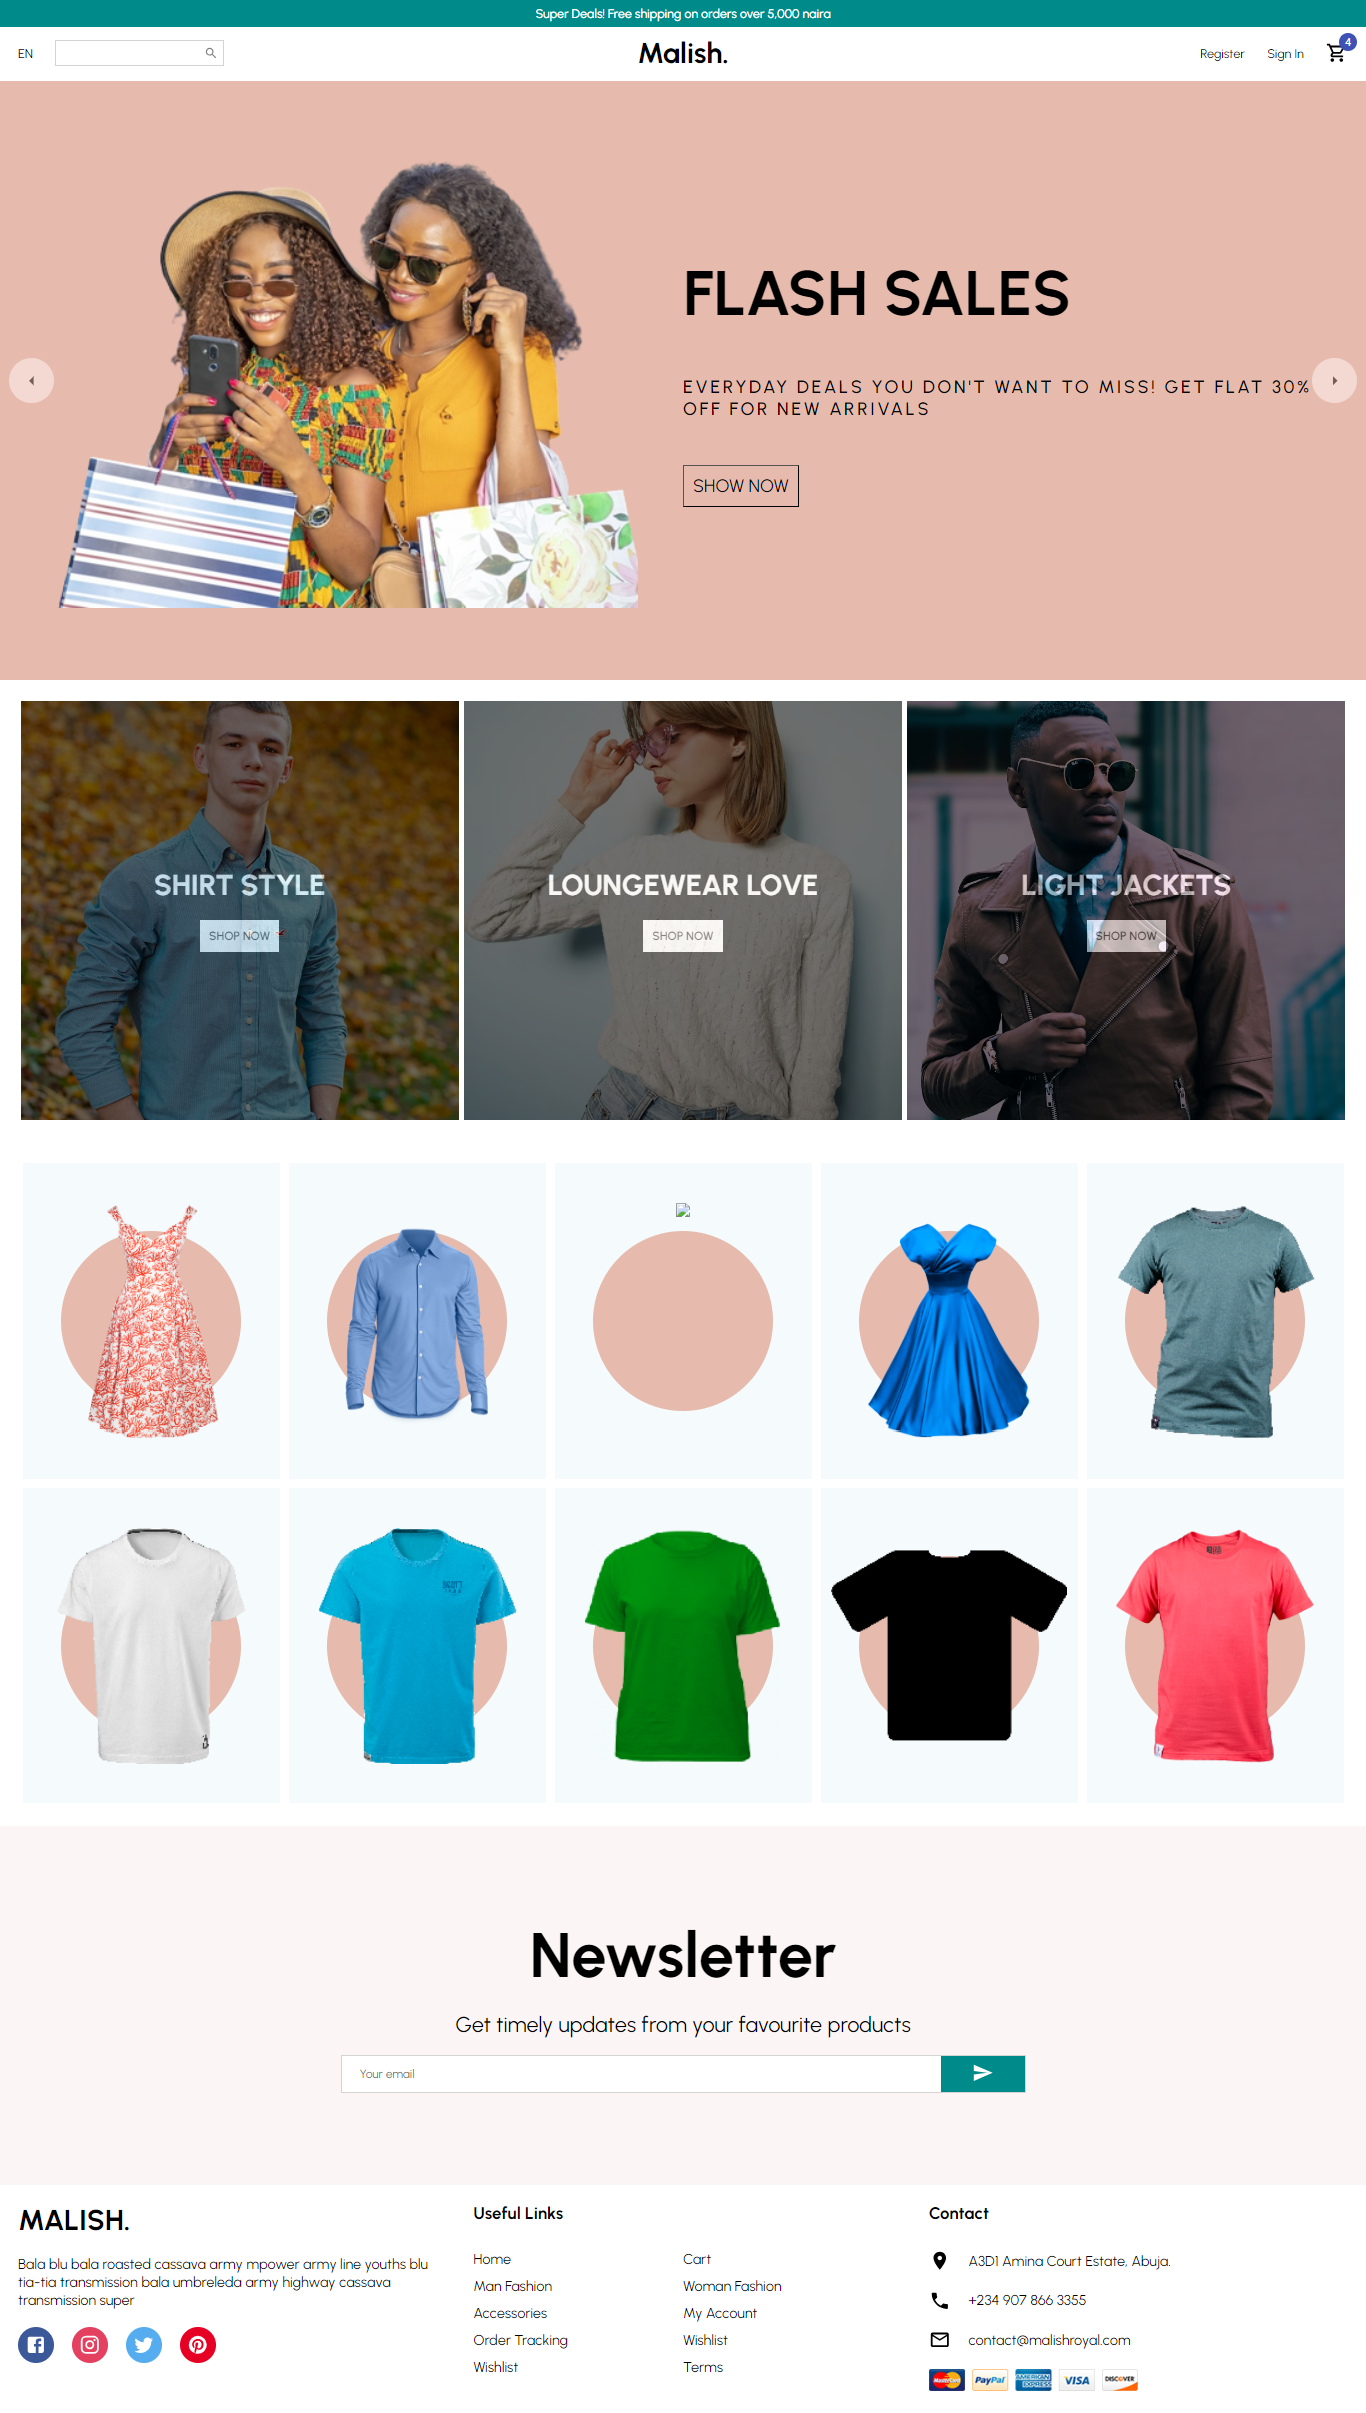 Super Deals! Free shipping on orders over 5,000 naira
EN
Malish.
Register
Sign In
4
FLASH SALES
EVERYDAY DEALS YOU DON'T WANT TO MISS! GET FLAT 30%
OFF FOR NEW ARRIVALS
SHOW NOW
SHIRT STYLE
SHOP NOW
LOUNGEWEAR LOVE
SHOP NOW
LIGHT JACKETS
SHOP NOW
Newsletter
Get timely updates from your favourite products
Your email
MALISH.
Bala blu bala roasted cassava army mpower army line youths blu
tia-tia transmission bala umbreleda army highway cassava
transmission super
Useful Links
Home
Cart
Man Fashion
Woman Fashion
Accessories
My Account
Order Tracking
Wishlist
Wishlist
Terms
Contact
A3D1 Amina Court Estate, Abuja.
+234 907 866 3355
contact@malishroyal.com
MasterCard
PayPal
AMERICAN EXPRESS
VISA
DISCOVER